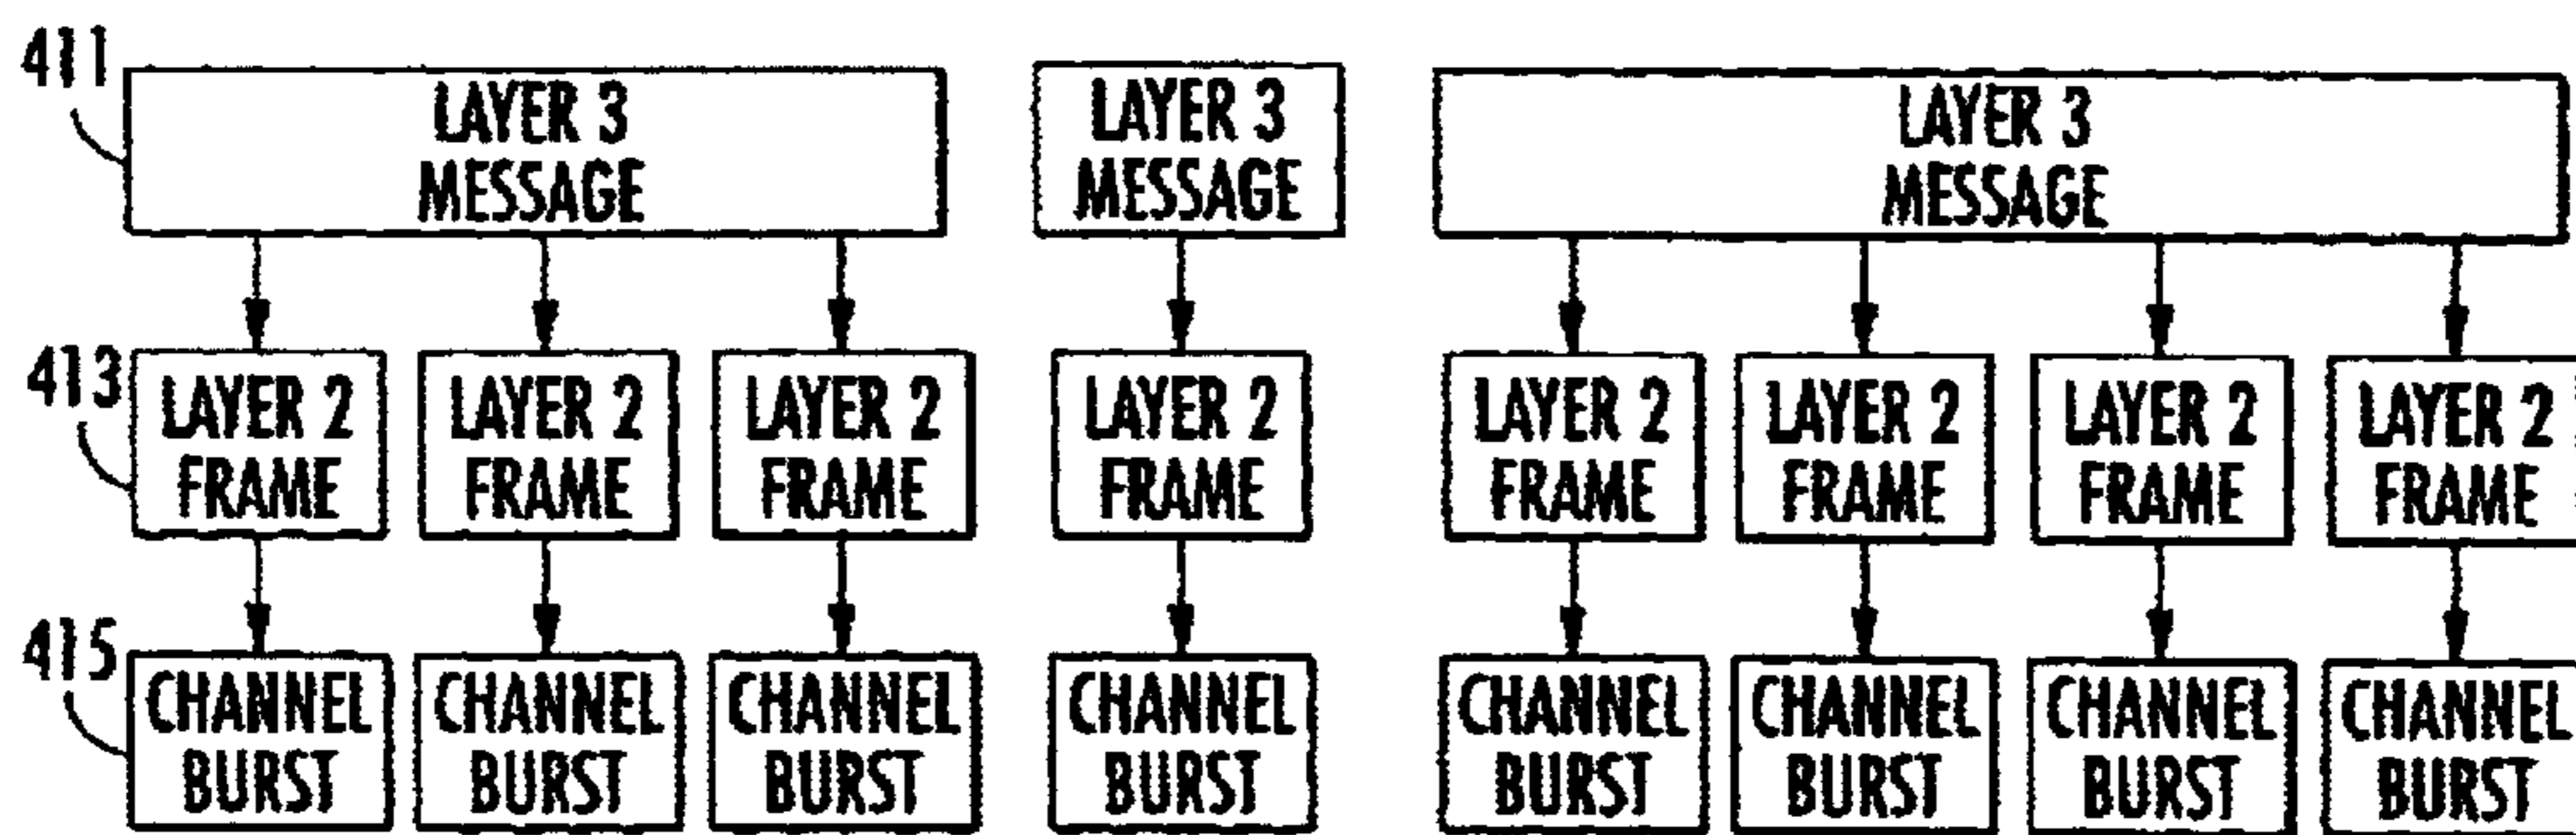 411
LAYER 3 LAYER 3 LAYER 3
MESSAGE MESSAGE MESSAGE
413
LAYER 2 LAYER 2 LAYER 2 LAYER 2 LAYER 2 LAYER 2 LAYER 2 LAYER 2
FRAME FRAME FRAME FRAME FRAME FRAME FRAME FRAME
415
CHANNEL CHANNEL CHANNEL CHANNEL CHANNEL CHANNEL CHANNEL CHANNEL
BURST BURST BURST BURST BURST BURST BURST BURST